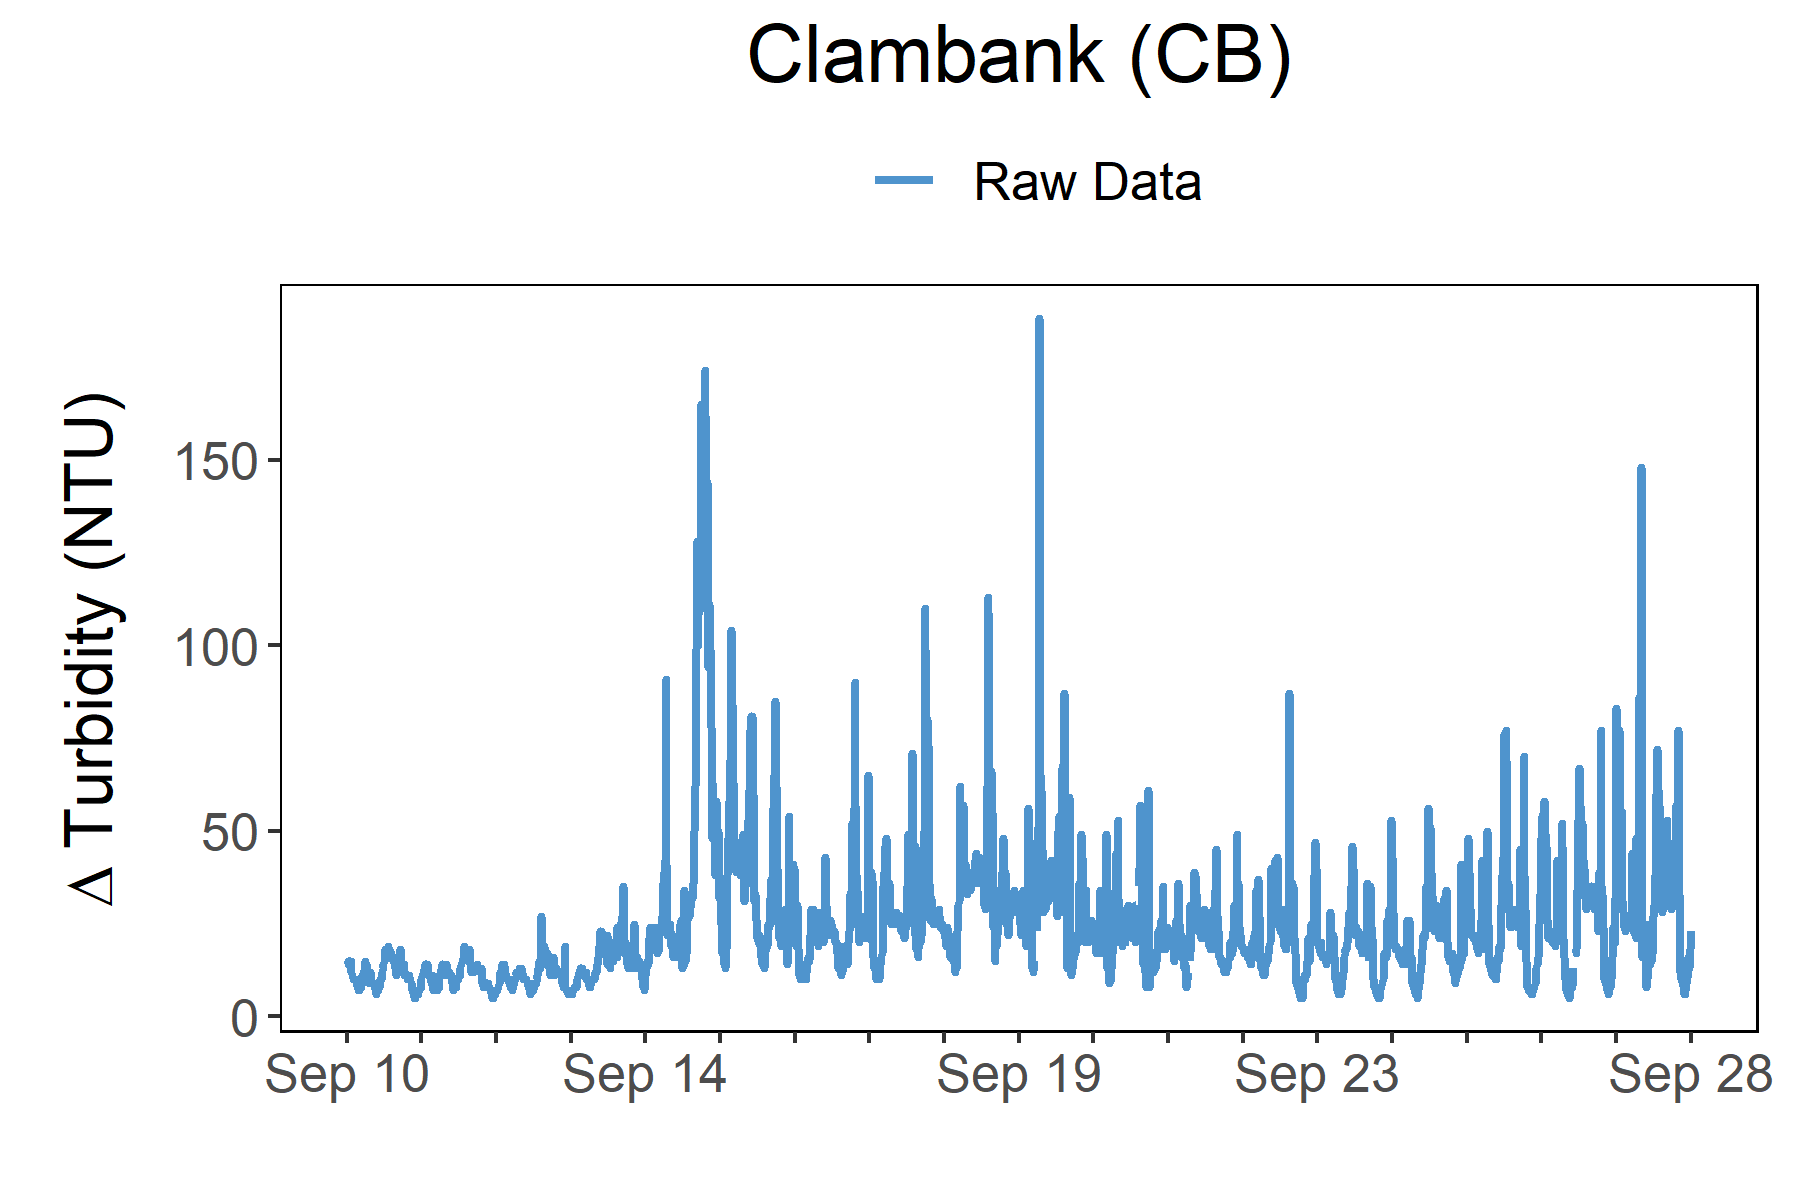 Clambank (CB)
Raw Data
Δ Turbidity (NTU)
150
100
50
0
Sep 10
Sep 14
Sep 19
Sep 23
Sep 28